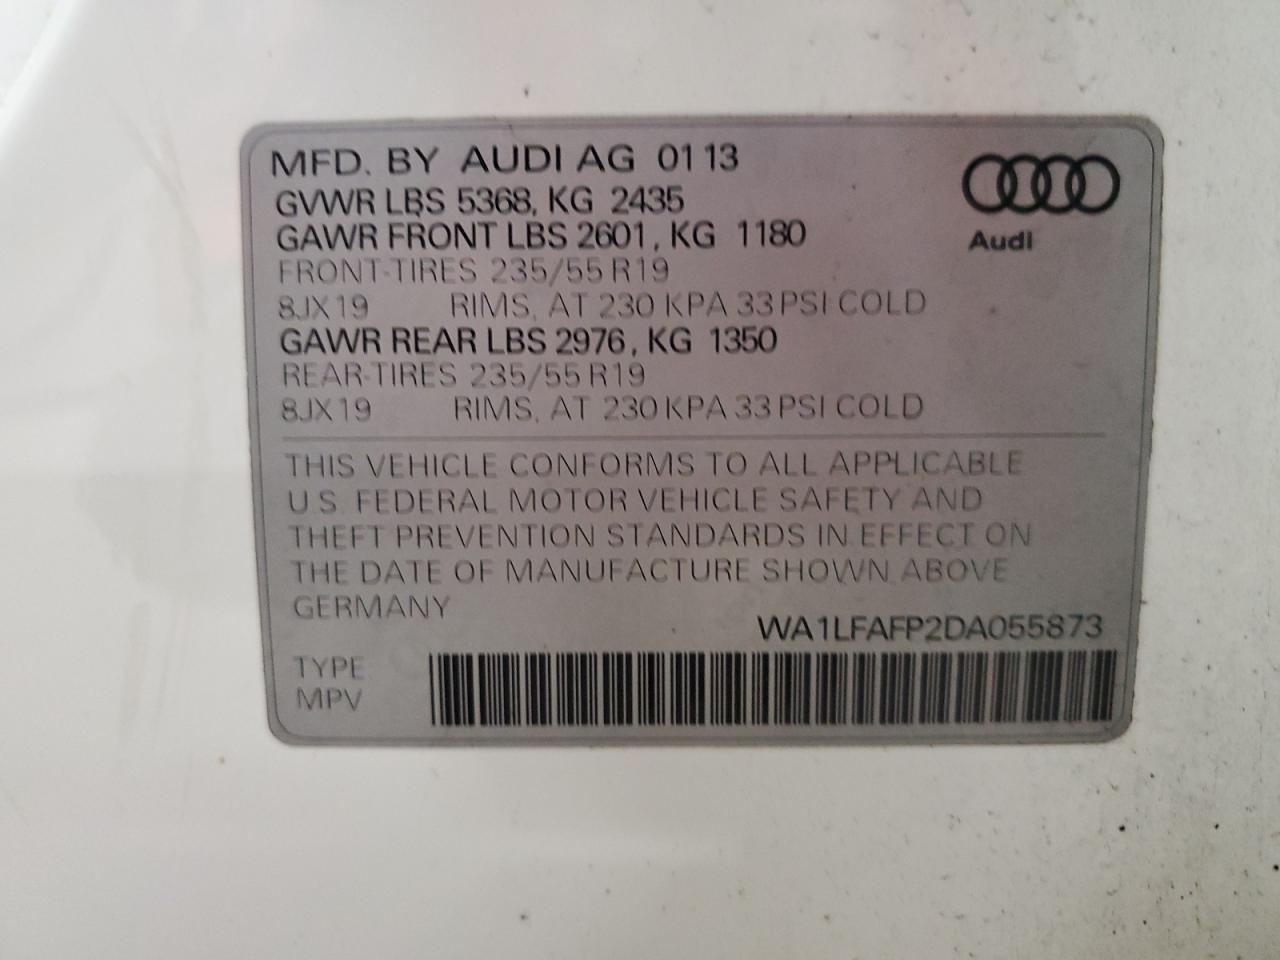 MFD. BY AUDI AG 01 13
GVWR LBS 5368, KG 2435
GAWR FRONT LBS 2601, KG 1180
FRONT-TIRES 235/55 R19
8JX19 RIMS, AT 230 KPA 33 PSI COLD
GAWR REAR LBS 2976, KG 1350
REAR-TIRES 235/55 R19
8JX19 RIMS, AT 230 KPA 33 PSI COLD
Audi
THIS VEHICLE CONFORMS TO ALL APPLICABLE
U.S. FEDERAL MOTOR VEHICLE SAFETY AND
THEFT PREVENTION STANDARDS IN EFFECT ON
THE DATE OF MANUFACTURE SHOWN ABOVE
GERMANY
WA1LFAFP2DA055873
TYPE
MPV